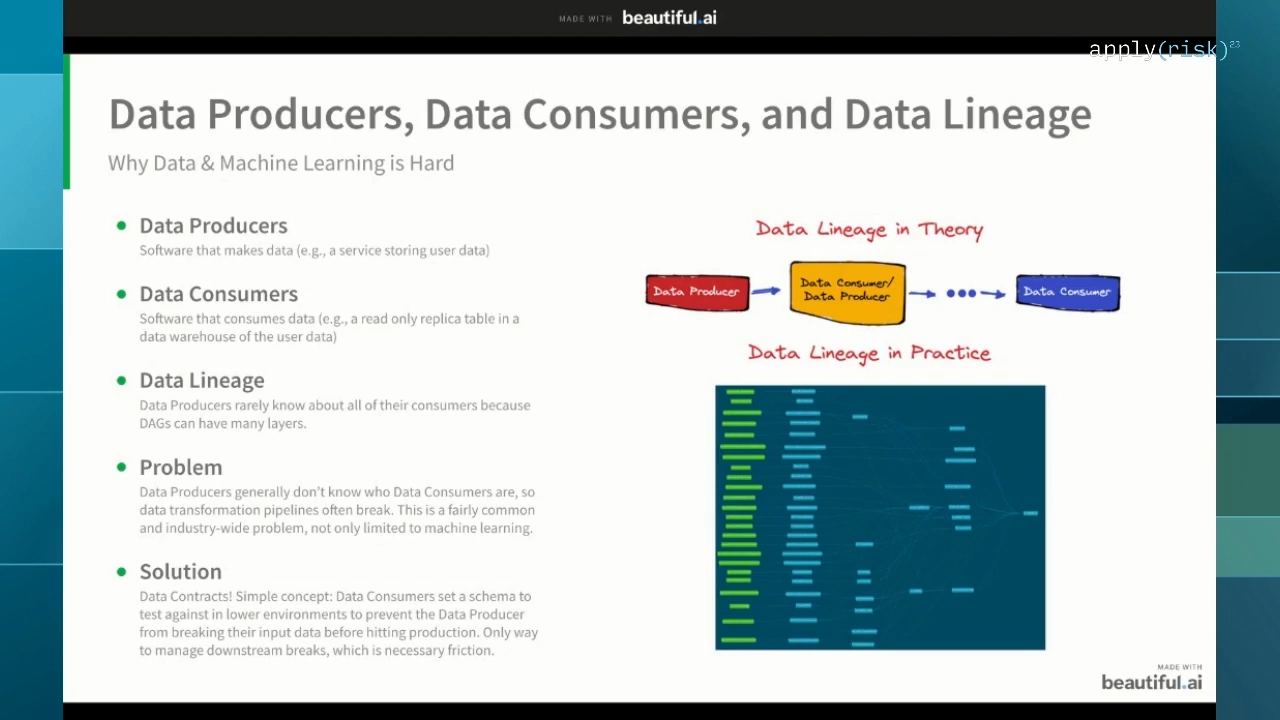 MADE WITH beautiful.ai
apply(risk)23
Data Producers, Data Consumers, and Data Lineage
Why Data & Machine Learning is Hard
Data Producers
Software that makes data (e.g., a service storing user data)
Data Consumers
Software that consumes data (e.g., a read only replica table in a
data warehouse of the user data)
Data Lineage
Data Producers rarely know about all of their consumers because
DAGs can have many layers.
Problem
Data Producers generally don't know who Data Consumers are, so
data transformation pipelines often break. This is a fairly common
and industry-wide problem, not only limited to machine learning.
Solution
Data Contracts! Simple concept: Data Consumers set a schema to
test against in lower environments to prevent the Data Producer
from breaking their input data before hitting production. Only way
to manage downstream breaks, which is necessary friction.
Data Lineage in Theory
Data Producer
Data Consumer/
Data Producer
Data Consumer
Data Lineage in Practice
MADE WITH
beautiful.ai